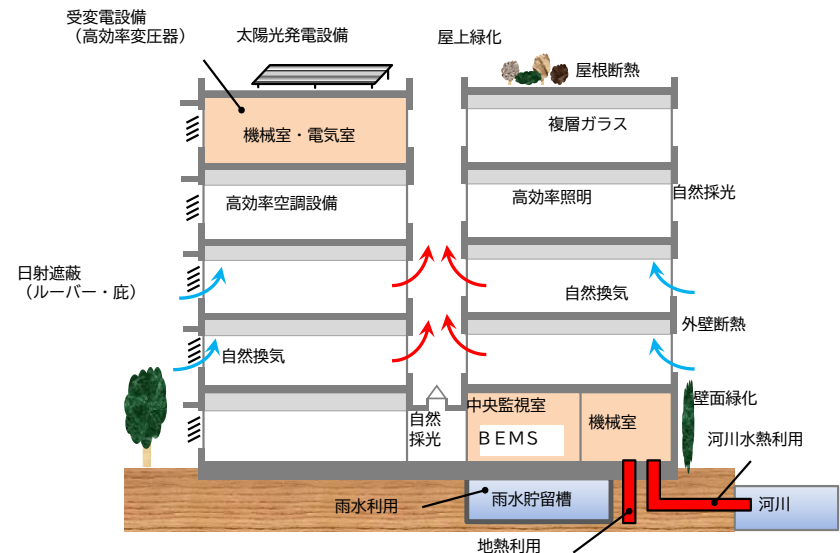 受変電設備
（高効率変圧器）
太陽光発電設備
屋上緑化
屋根断熱
機械室・電気室
複層ガラス
高効率空調設備
高効率照明
自然採光
日射遮蔽
（ルーバー・庇）
自然換気
外壁断熱
自然換気
壁面緑化
自然
採光
中央監視室
ＢＥＭＳ
機械室
河川水熱利用
雨水利用
雨水貯留槽
河川
地熱利用